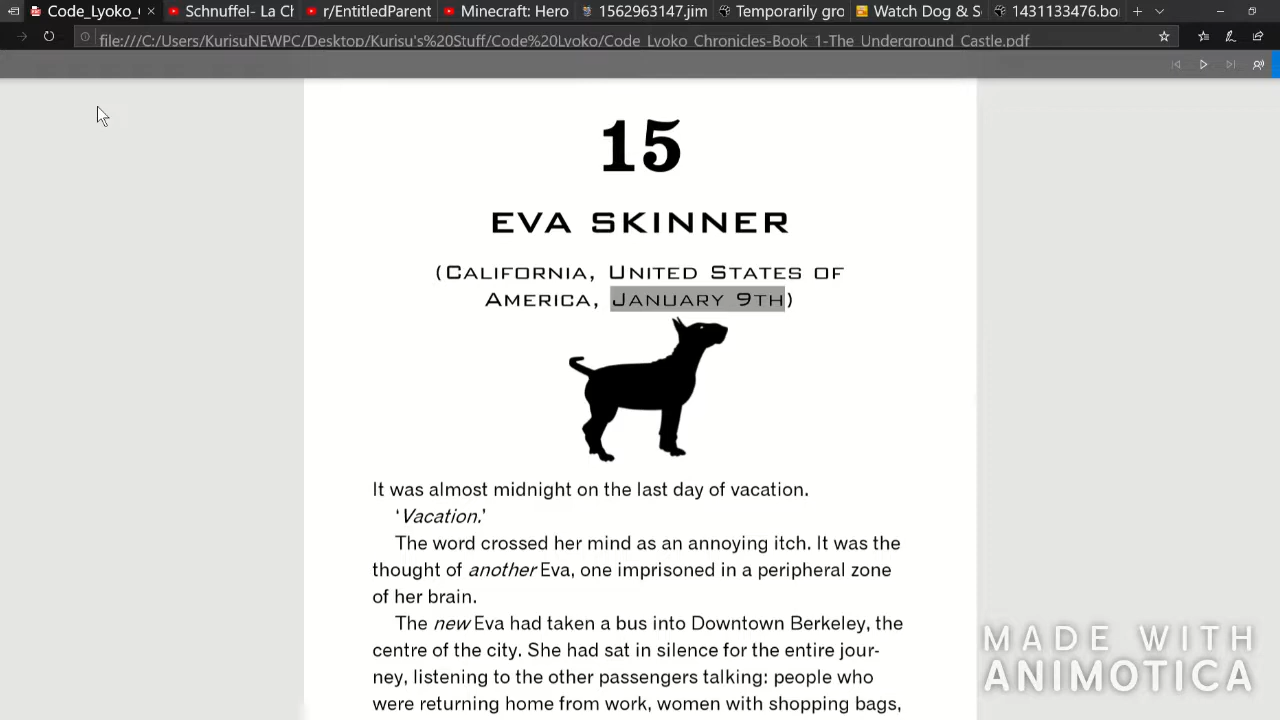 Code_Lyoko_
Schnuffel- La Cl
r/EntitledParent
Minecraft: Hero
1562963147.jim
Temporarily gro
Watch Dog & S
1431133476.bo
file:///C:/Users/KurisuNEWPC/Desktop/Kurisu's%20Stuff/Code%20Lyoko/Code_Lyoko_Chronicles-Book_1-The_Underground_Castle.pdf
15
EVA SKINNER
(CALIFORNIA, UNITED STATES OF
AMERICA, JANUARY 9TH)
It was almost midnight on the last day of vacation.
‘Vacation.’
The word crossed her mind as an annoying itch. It was the
thought of another Eva, one imprisoned in a peripheral zone
of her brain.
The new Eva had taken a bus into Downtown Berkeley, the
centre of the city. She had sat in silence for the entire jour-
ney, listening to the other passengers talking: people who
were returning home from work, women with shopping bags,
MADE WITH
ANIMOTICA